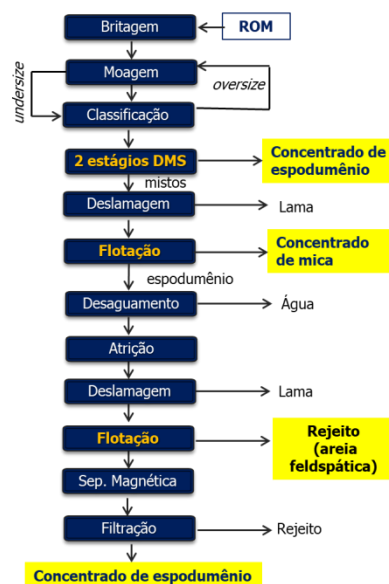 Britagem
ROM
undersize
Moagem
oversize
Classificação
2 estágios DMS
Concentrado de
espodumênio
mistos
Deslamagem
Lama
Flotação
Concentrado
de mica
espodumênio
Desaguamento
Água
Atrição
Deslamagem
Lama
Flotação
Rejeito
(areia
feldspática)
Sep. Magnética
Filtração
Rejeito
Concentrado de espodumênio